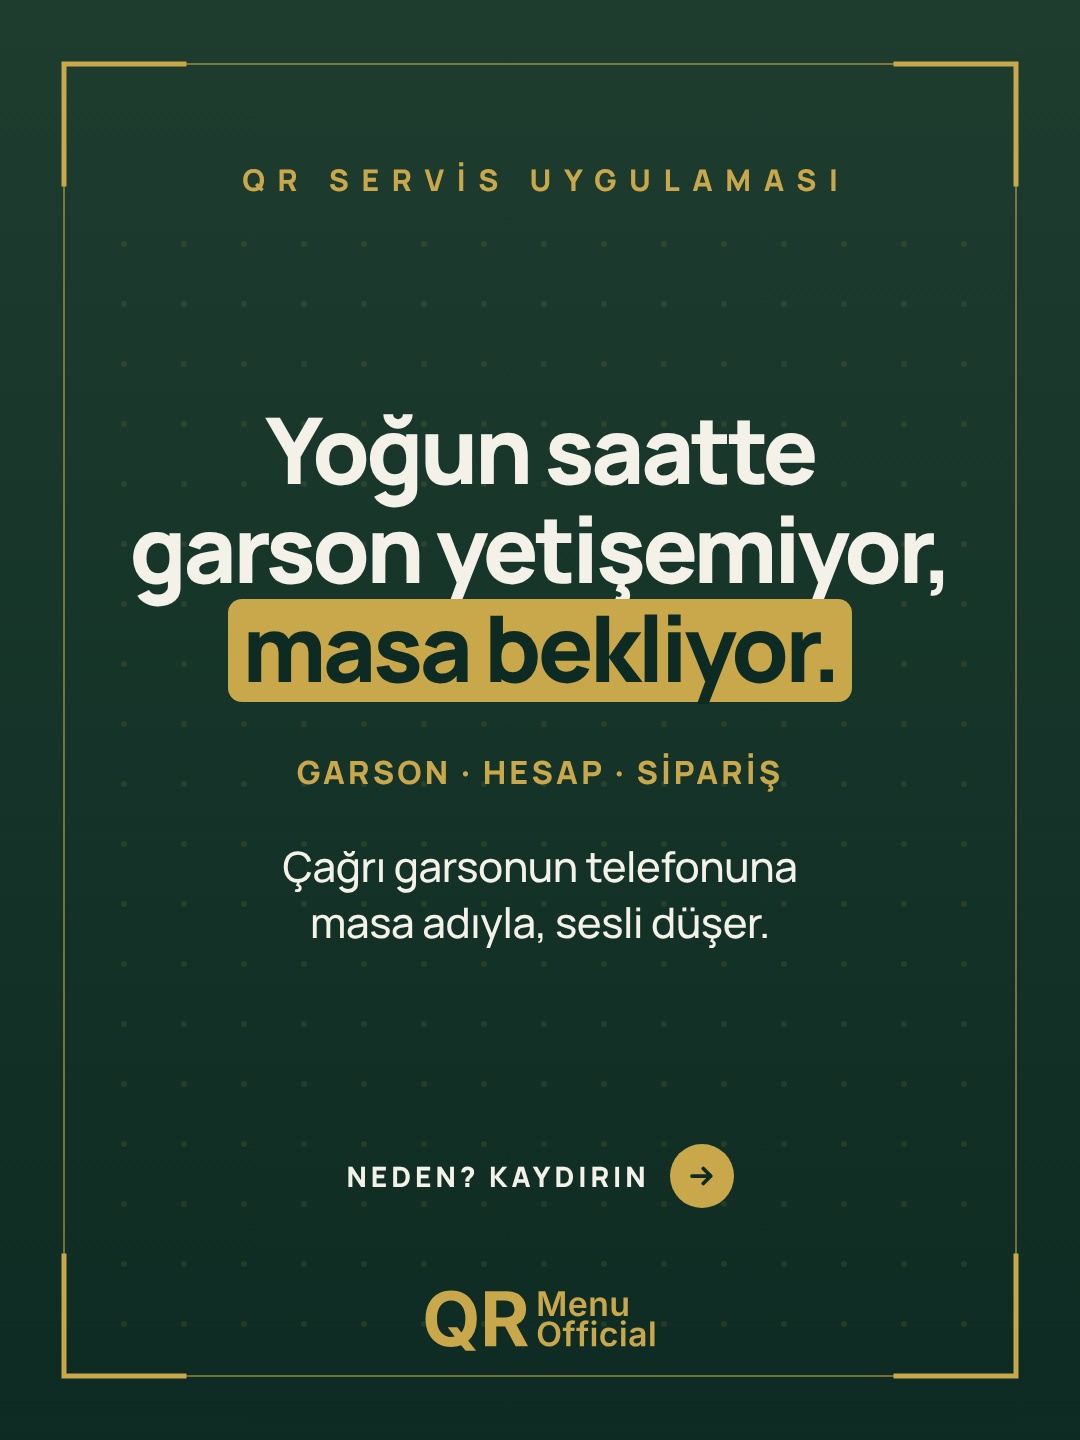 QR SERVİS UYGULAMASI
Yoğun saatte
garson yetişemiyor,
masa bekliyor.
GARSON · HESAP · SİPARİŞ
Çağrı garsonun telefonuna
masa adıyla, sesli düşer.
NEDEN? KAYDIRIN →
QR Menu
Official